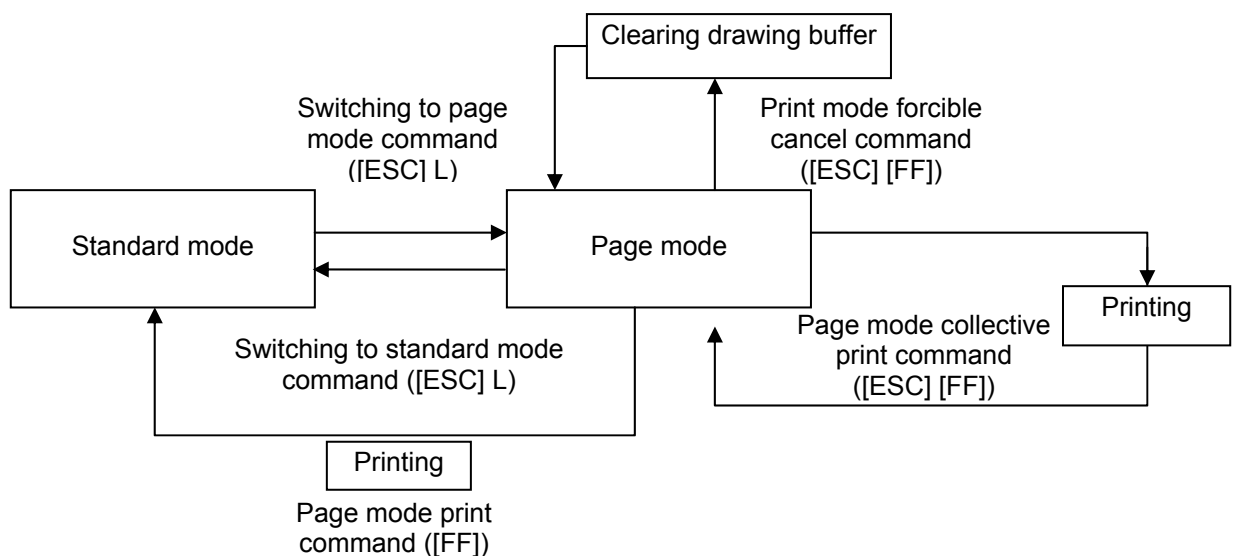 Clearing drawing buffer
Switching to page
mode command
([ESC] L)
Print mode forcible
cancel command
([ESC] [FF])
Standard mode
Page mode
Printing
Switching to standard mode
command ([ESC] L)
Page mode collective
print command
([ESC] [FF])
Printing
Page mode print
command ([FF])